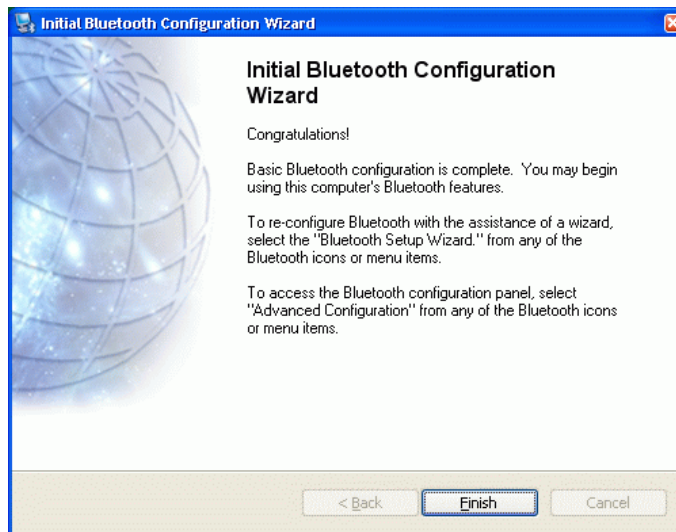 Initial Bluetooth Configuration Wizard
Initial Bluetooth Configuration
Wizard
Congratulations!
Basic Bluetooth configuration is complete.  You may begin
using this computer's Bluetooth features.
To re-configure Bluetooth with the assistance of a wizard,
select the "Bluetooth Setup Wizard." from any of the
Bluetooth icons or menu items.
To access the Bluetooth configuration panel, select
"Advanced Configuration" from any of the Bluetooth icons
or menu items.
< Back
Finish
Cancel